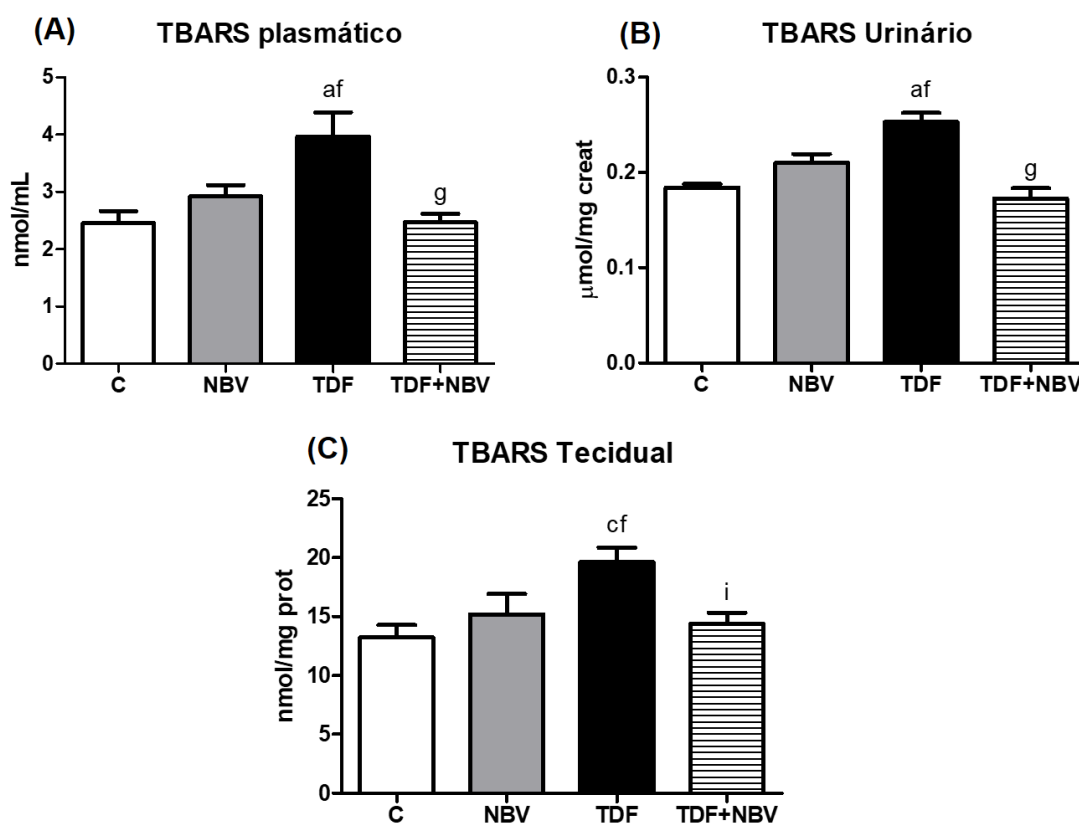 (A) TBARS plasmático
nmol/mL
5
4
3
2
1
0
af
g
C NBV TDF TDF+NBV
(B) TBARS Urinário
μmol/mg creat
0.3
0.2
0.1
0.0
af
g
C NBV TDF TDF+NBV
(C) TBARS Tecidual
nmol/mg prot
25
20
15
10
5
0
cf
i
C NBV TDF TDF+NBV